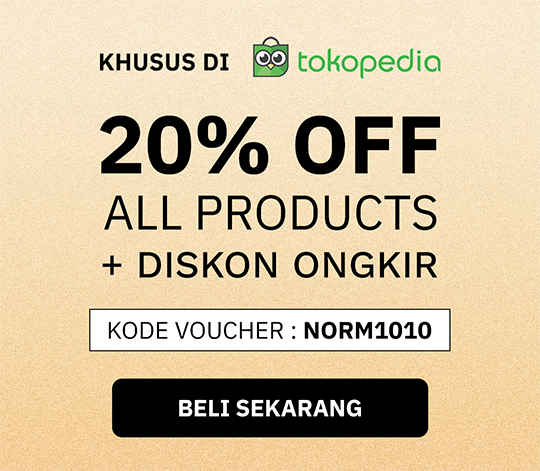 KHUSUS DI tokopedia
20% OFF
ALL PRODUCTS
+ DISKON ONGKIR
KODE VOUCHER : NORM1010
BELI SEKARANG